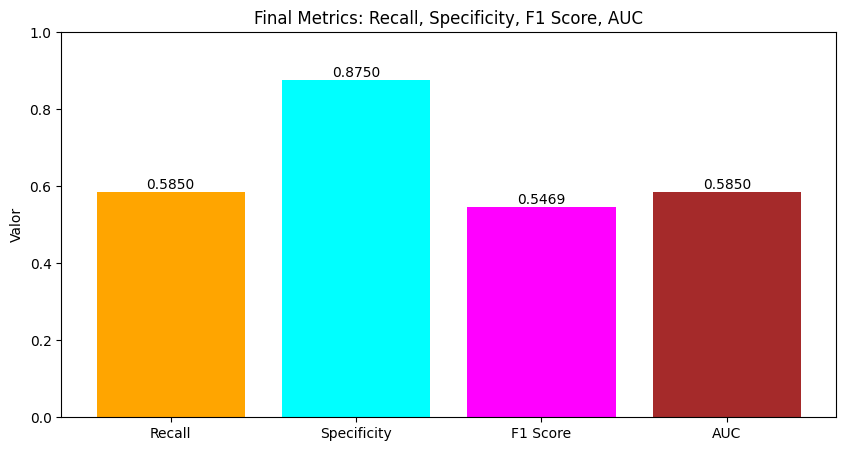 Final Metrics: Recall, Specificity, F1 Score, AUC
Valor
1.0
0.8
0.6
0.4
0.2
0.0
0.5850
0.8750
0.5469
0.5850
Recall
Specificity
F1 Score
AUC